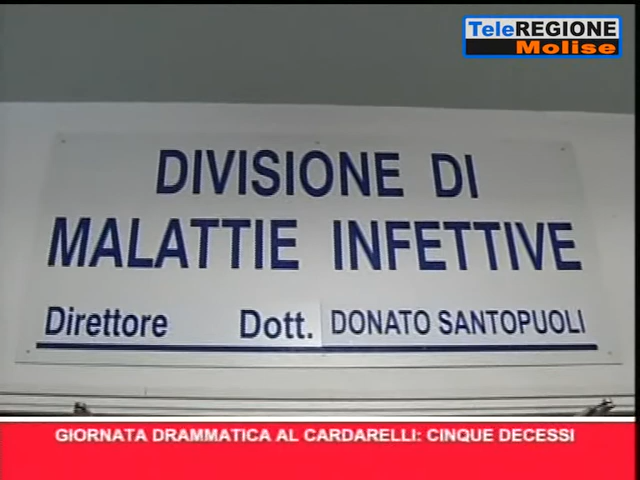 TeleREGIONE
Molise
DIVISIONE DI
MALATTIE INFETTIVE
Direttore Dott. DONATO SANTOPUOLI
GIORNATA DRAMMATICA AL CARDARELLI: CINQUE DECESSI